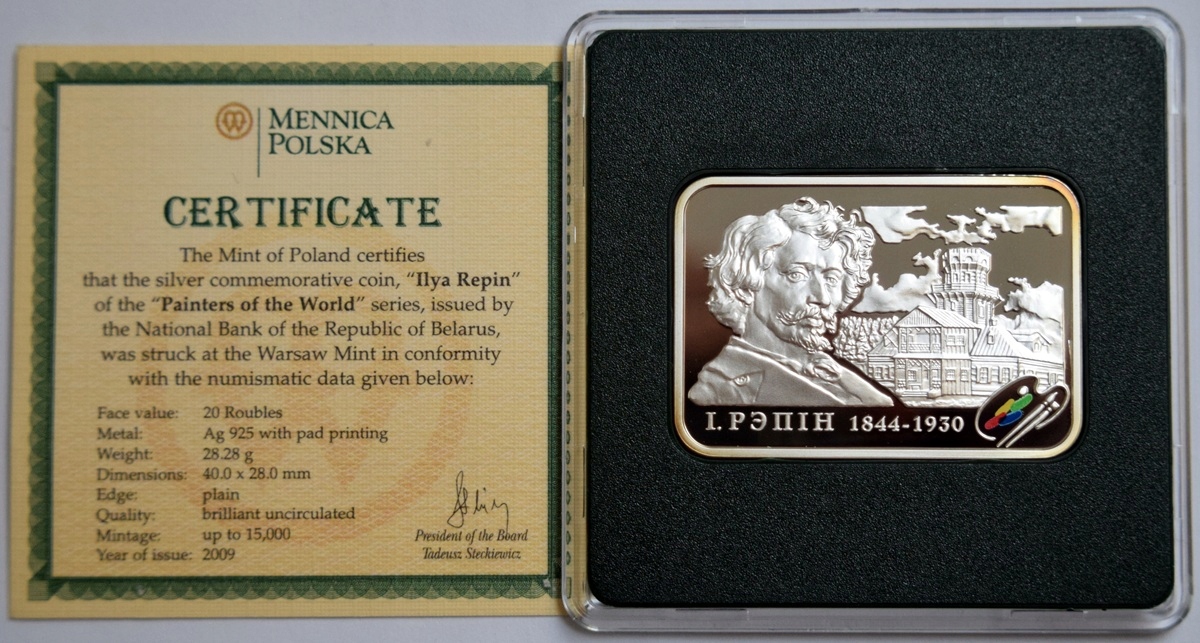 MENNICA
POLSKA
CERTIFICATE
The Mint of Poland certifies
that the silver commemorative coin, “Ilya Repin”
of the “Painters of the World” series, issued by
the National Bank of the Republic of Belarus,
was struck at the Warsaw Mint in conformity
with the numismatic data given below:
Face value: 20 Roubles
Metal: Ag 925 with pad printing
Weight: 28.28 g
Dimensions: 40.0 x 28.0 mm
Edge: plain
Quality: brilliant uncirculated
Mintage: up to 15,000
Year of issue: 2009
President of the Board
Tadeusz Steckiewicz
І. РЭПІН 1844-1930